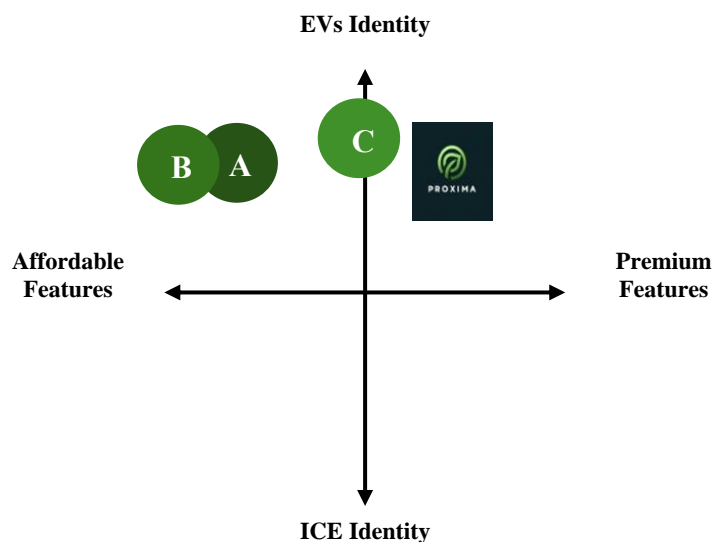 EVs Identity
C
B
A
PROXIMA
Affordable
Features
Premium
Features
ICE Identity